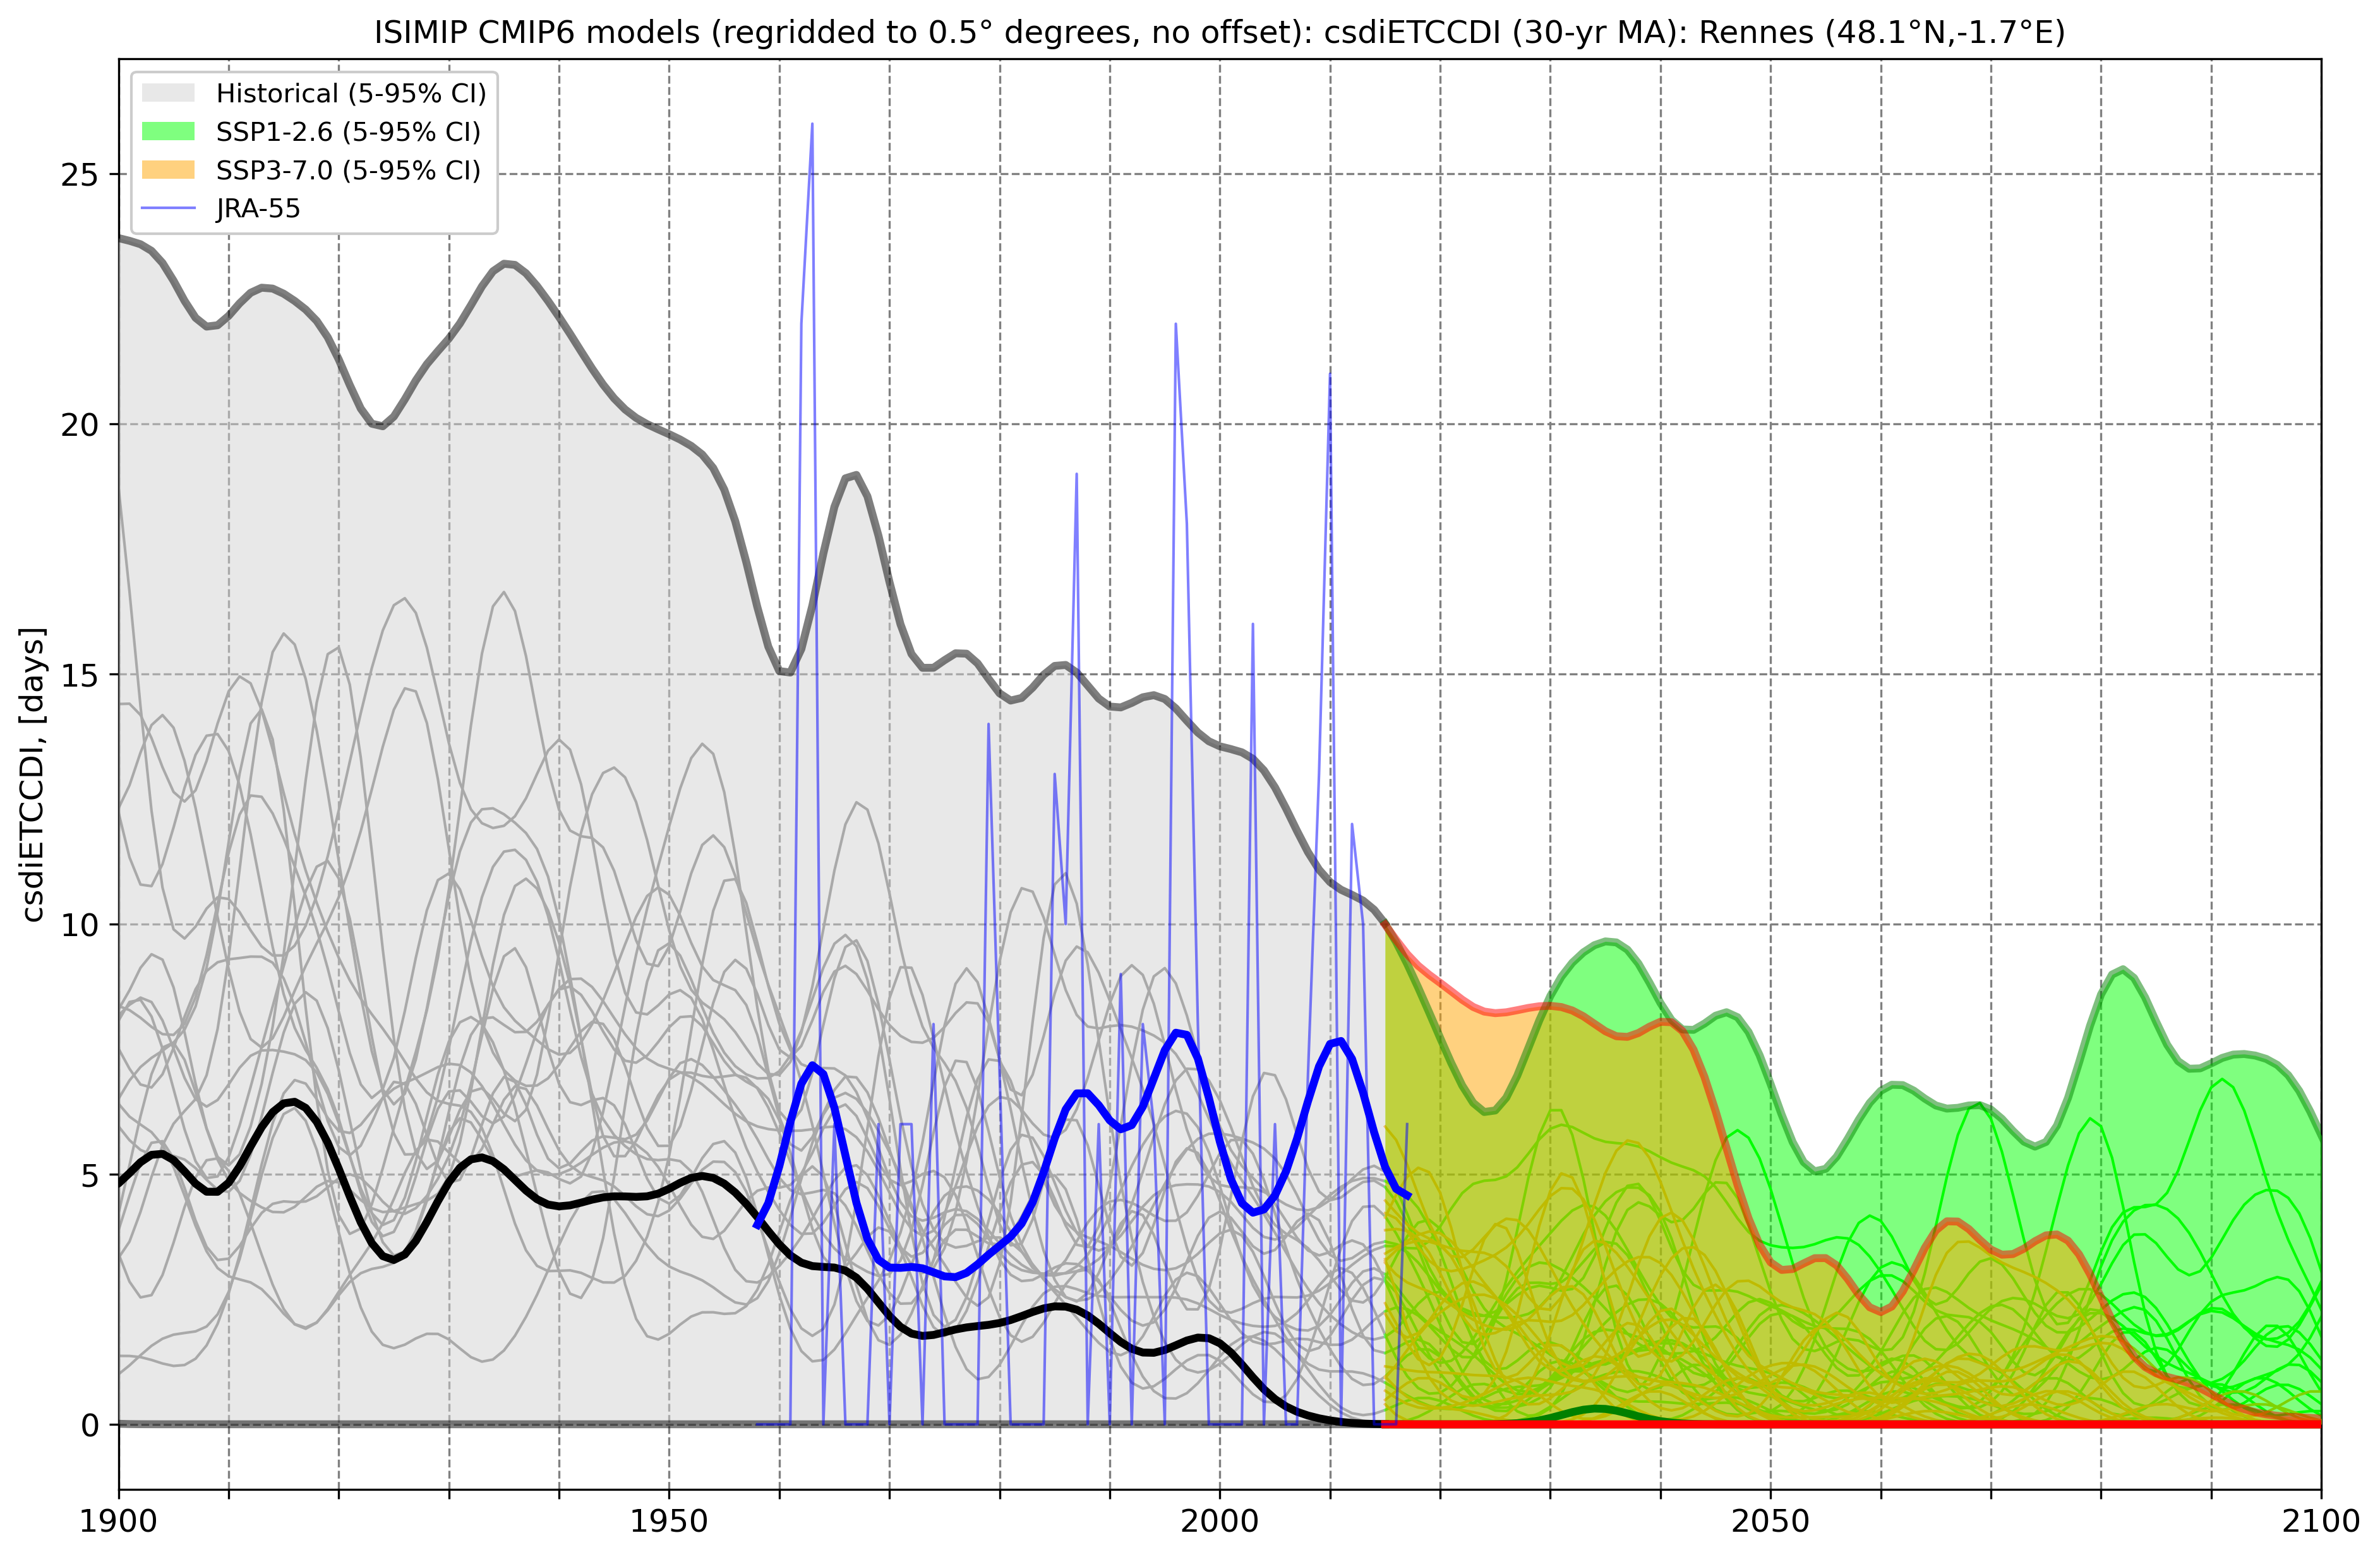 ISIMIP CMIP6 models (regridded to 0.5° degrees, no offset): csdiETCCDI (30-yr MA): Rennes (48.1°N,-1.7°E)
Historical (5-95% CI)
SSP1-2.6 (5-95% CI)
SSP3-7.0 (5-95% CI)
JRA-55
25
20
15
10
5
0
csdiETCCDI, [days]
1900
1950
2000
2050
2100